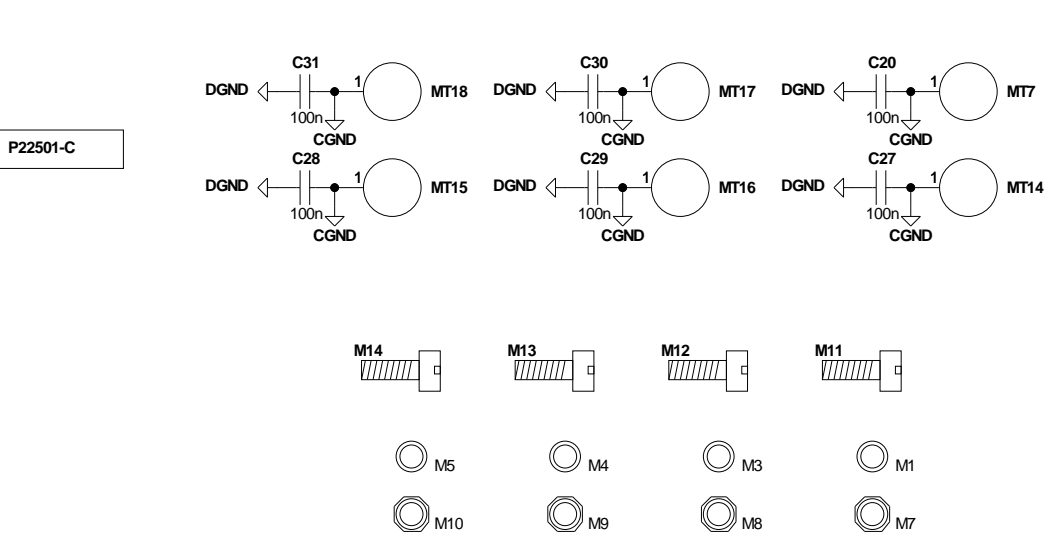 C31
C30
C20
DGND
1
MT18
DGND
1
MT17
DGND
1
MT7
100n
100n
100n
CGND
CGND
CGND
P22501-C
C28
C29
C27
DGND
1
MT15
DGND
1
MT16
DGND
1
MT14
100n
100n
100n
CGND
CGND
CGND
M14
M13
M12
M11
M5
M4
M3
M1
M10
M9
M8
M7